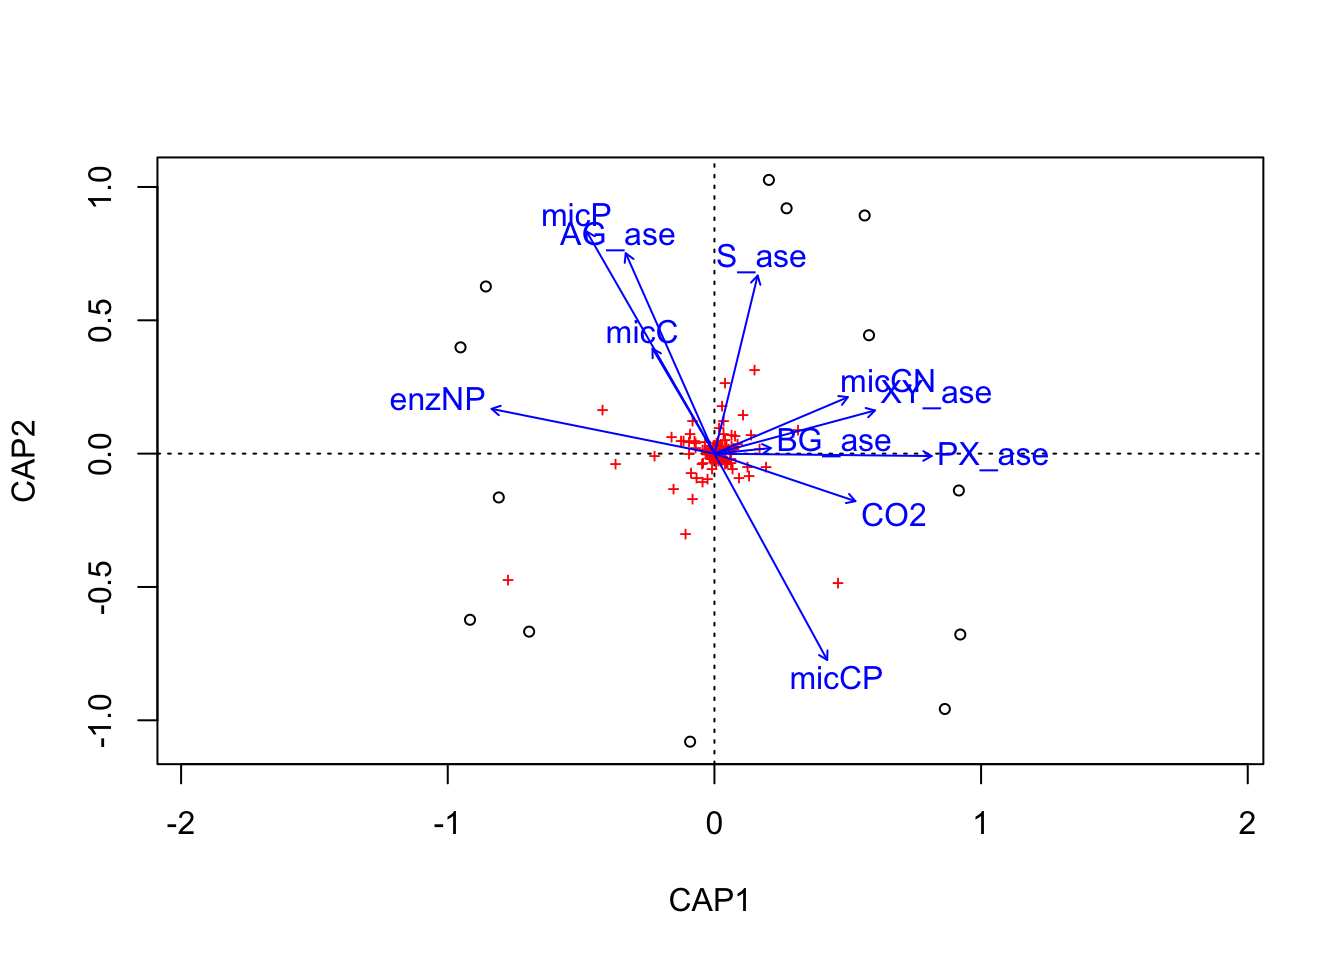 1.0
0.5
0.0
-0.5
-1.0
CAP2
micP
AG_ase
S_ase
micC
enzNP
micCN
XY_ase
BG_ase
PX_ase
CO2
micCP
-2
-1
0
1
2
CAP1